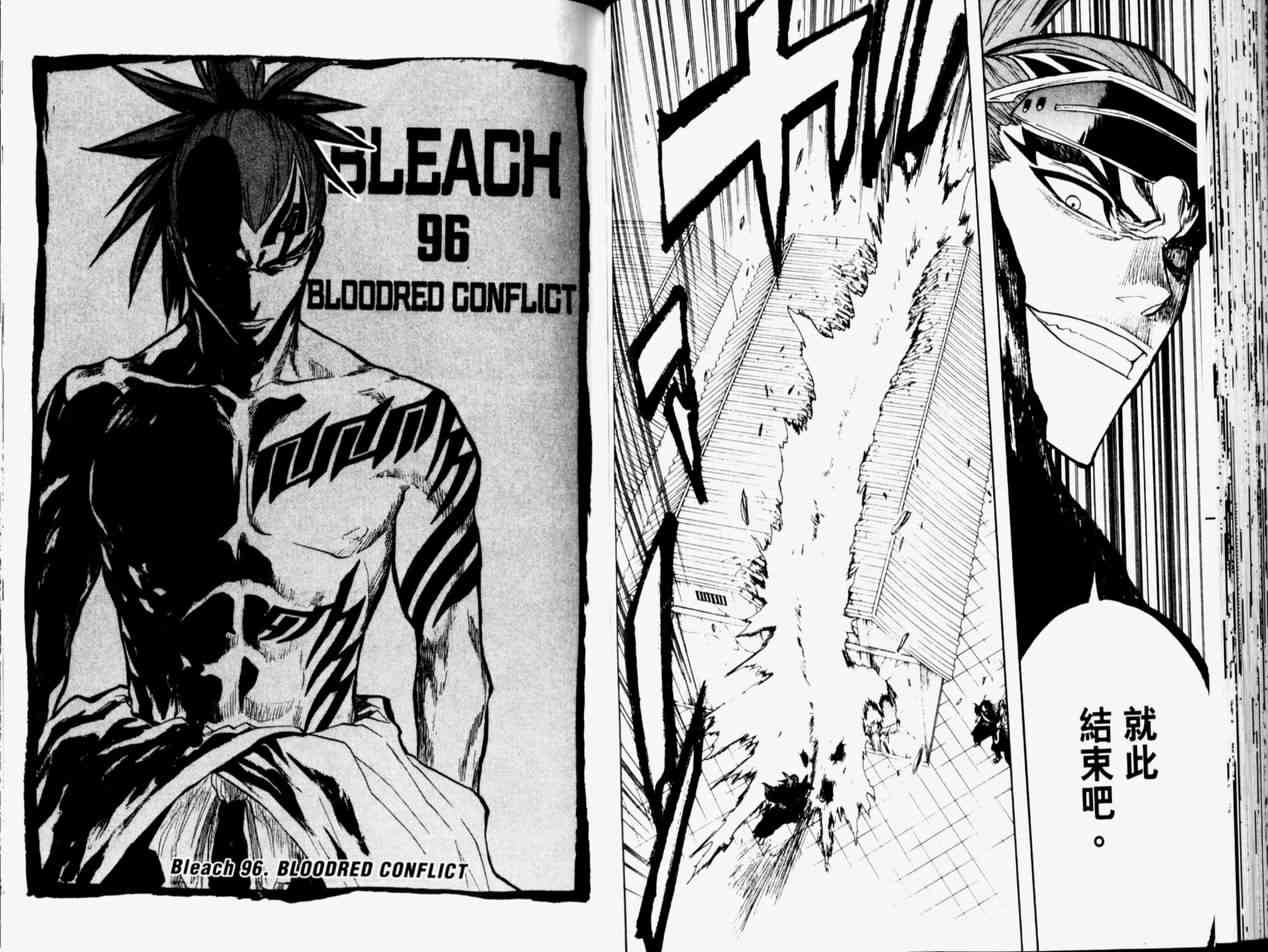 就此
結束吧。
BLEACH
96
BLOODRED CONFLICT
Bleach 96. BLOODRED CONFLICT